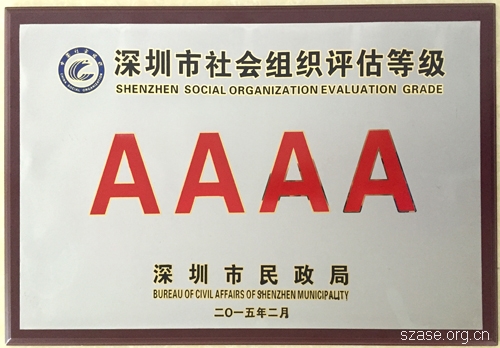 深圳市社会组织评估等级
SHENZHEN SOCIAL ORGANIZATION EVALUATION GRADE
AAAA
深圳市民政局
BUREAU OF CIVIL AFFAIRS OF SHENZHEN MUNICIPALITY
二〇一五年二月
szase.org.cn